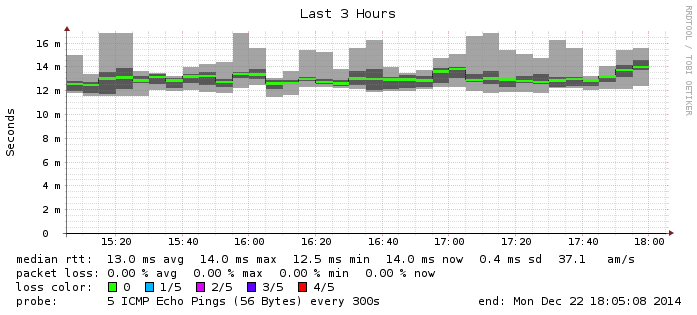 Last 3 Hours
RRDTOOL / TOBI OETIKER
Seconds
16 m
14 m
12 m
10 m
8 m
6 m
4 m
2 m
0
15:20 15:40 16:00 16:20 16:40 17:00 17:20 17:40 18:00
median rtt: 13.0 ms avg 14.0 ms max 12.5 ms min 14.0 ms now 0.4 ms sd 37.1 am/s
packet loss: 0.00 % avg 0.00 % max 0.00 % min 0.00 % now
loss color: 0 1/5 2/5 3/5 4/5
probe: 5 ICMP Echo Pings (56 Bytes) every 300s end: Mon Dec 22 18:05:08 2014